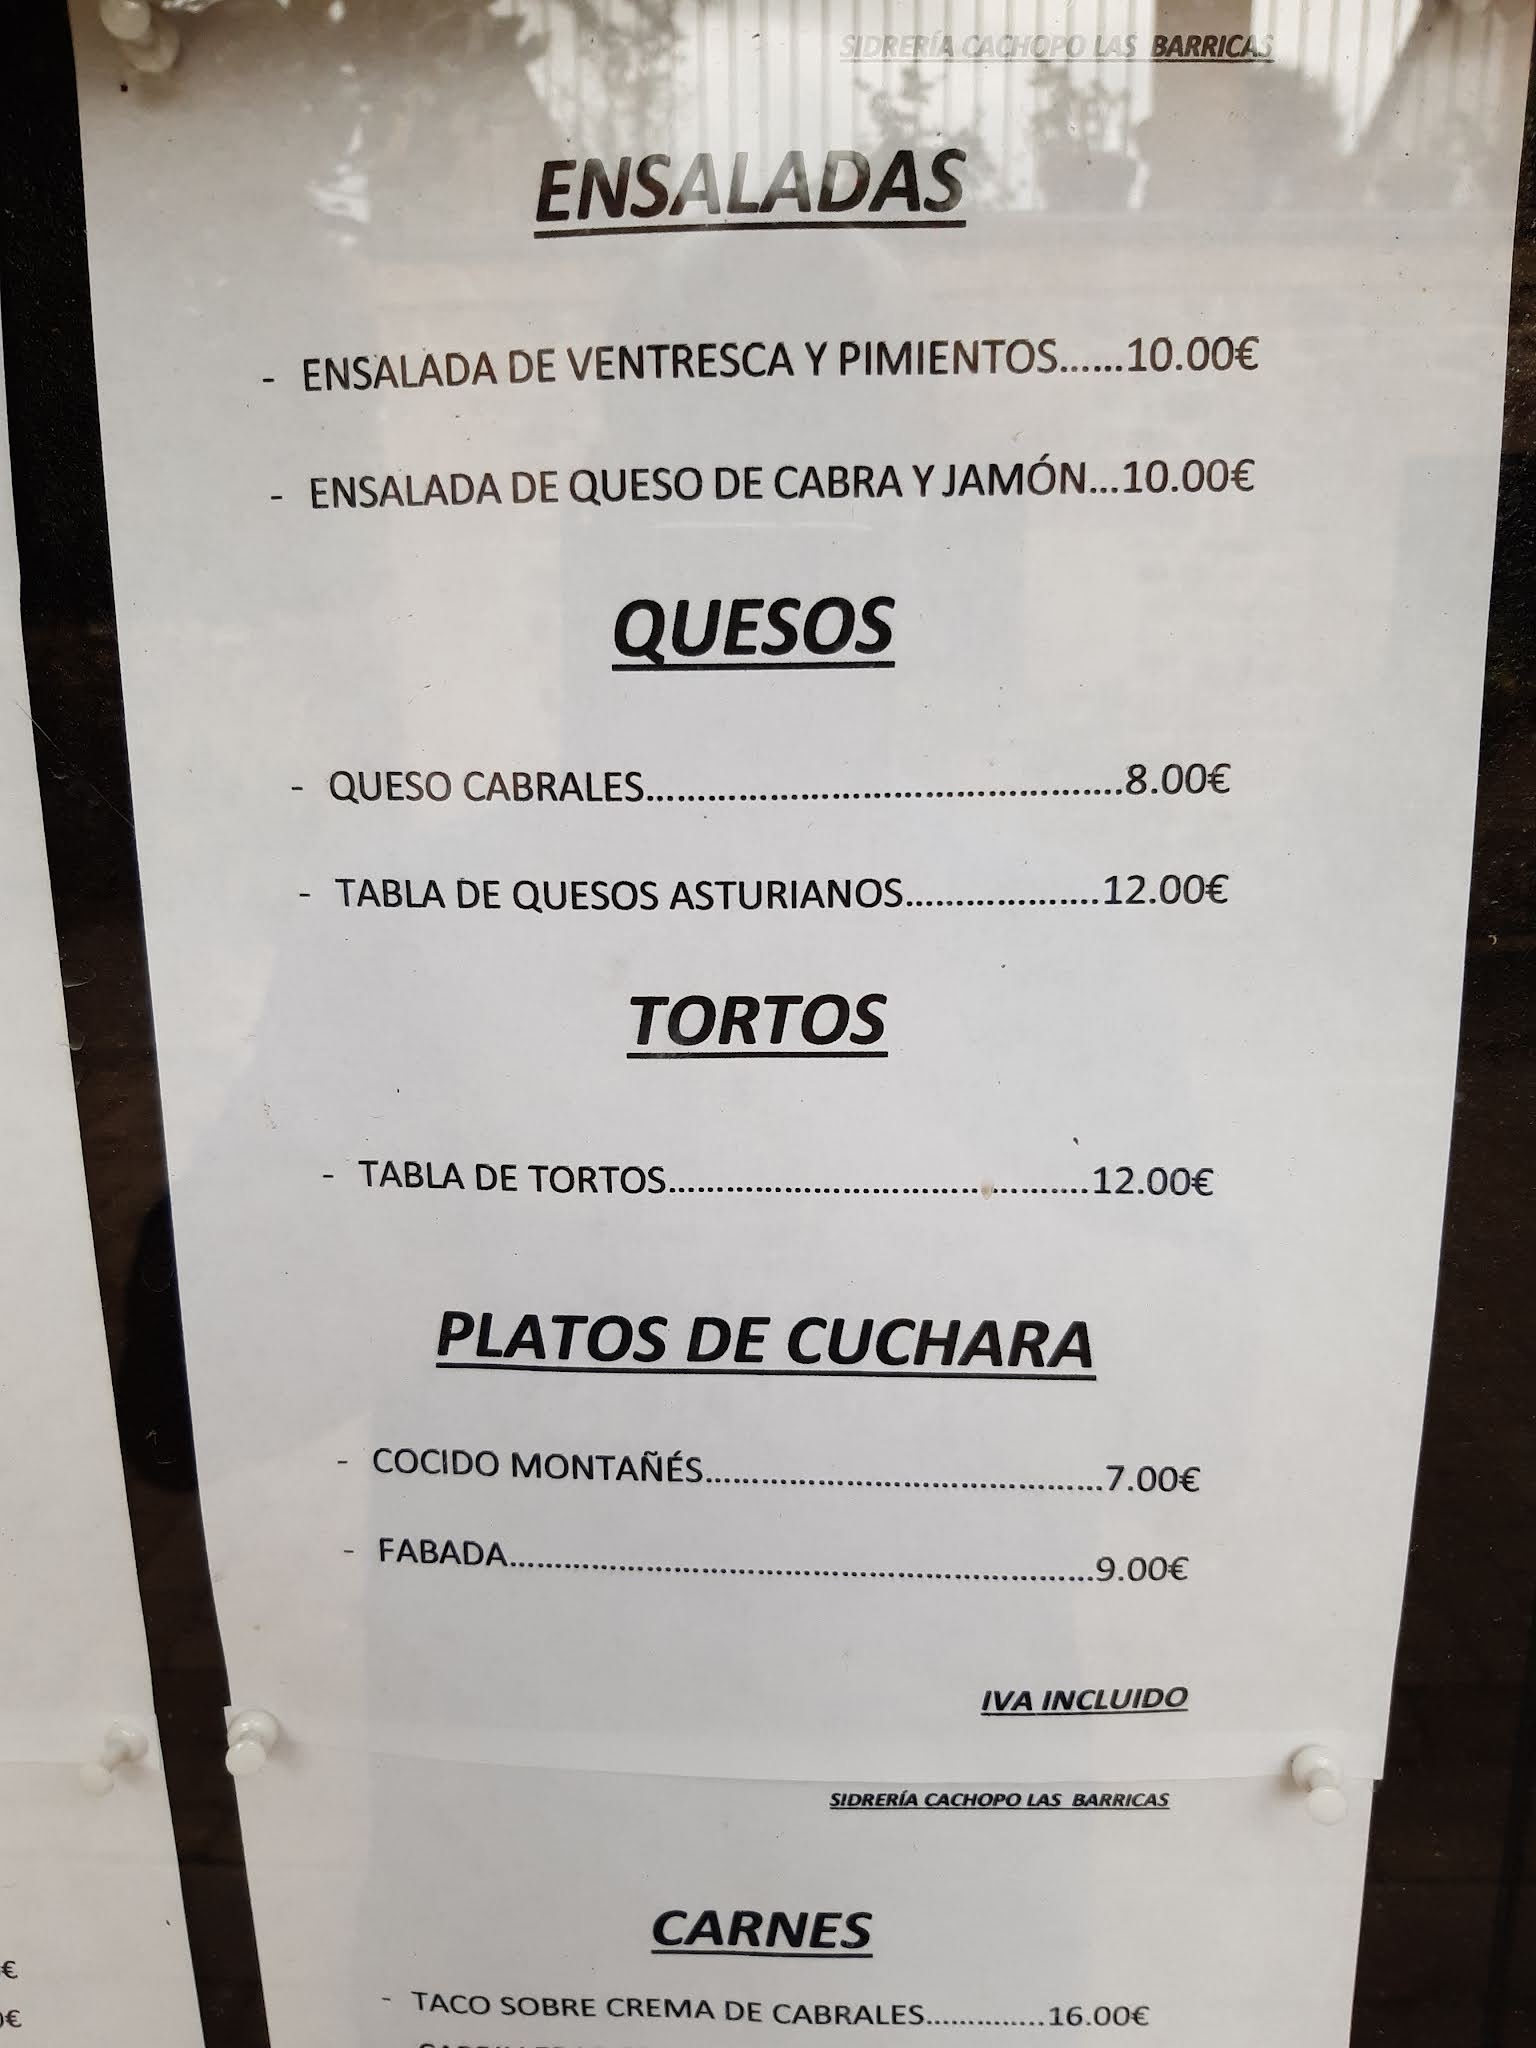 SIDRERÍA CACHOPO LAS BARRICAS
ENSALADAS
- ENSALADA DE VENTRESCA Y PIMIENTOS......10.00€
- ENSALADA DE QUESO DE CABRA Y JAMÓN...10.00€
QUESOS
- QUESO CABRALES.............................................8.00€
- TABLA DE QUESOS ASTURIANOS...................12.00€
TORTOS
- TABLA DE TORTOS..........................................12.00€
PLATOS DE CUCHARA
- COCIDO MONTAÑÉS..........................................7.00€
- FABADA..............................................................9.00€
IVA INCLUIDO
SIDRERÍA CACHOPO LAS BARRICAS
CARNES
- TACO SOBRE CREMA DE CABRALES..............16.00€
€
€